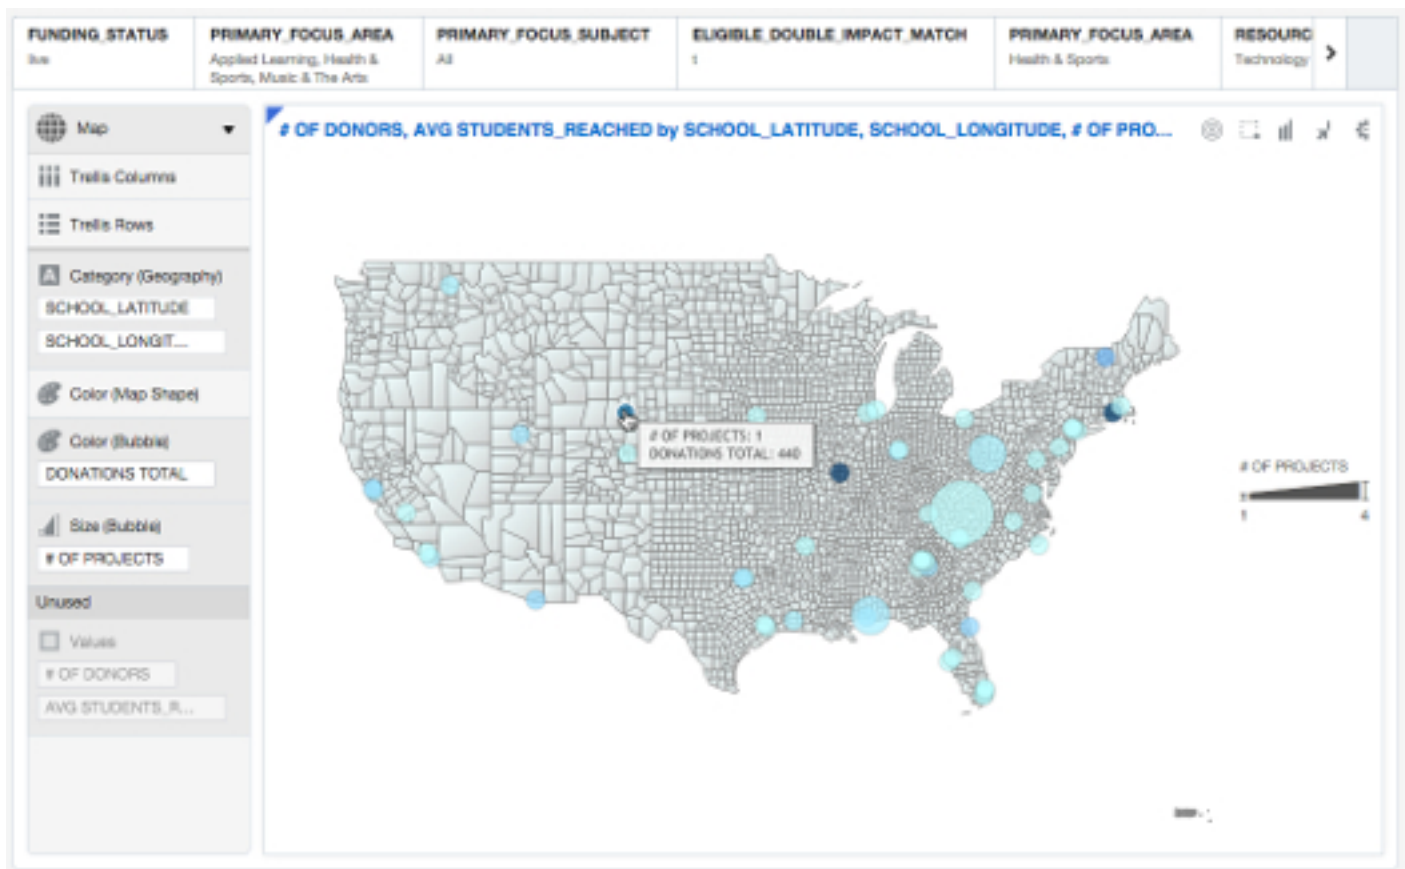 FUNDING_STATUS
live
PRIMARY_FOCUS_AREA
Applied Learning, Health &
Sports, Music & The Arts
PRIMARY_FOCUS_SUBJECT
All
ELIGIBLE_DOUBLE_IMPACT_MATCH
t
PRIMARY_FOCUS_AREA
Health & Sports
RESOURC
Technology
Map
Trellis Columns
Trellis Rows
Category (Geography)
SCHOOL_LATITUDE
SCHOOL_LONGIT...
Color (Map Shape)
Color (Bubble)
DONATIONS TOTAL
Size (Bubble)
# OF PROJECTS
Unused
Values
# OF DONORS
AVG STUDENTS_R...
# OF DONORS, AVG STUDENTS_REACHED by SCHOOL_LATITUDE, SCHOOL_LONGITUDE, # OF PRO...
# OF PROJECTS: 1
DONATIONS TOTAL: 440
# OF PROJECTS
1 4